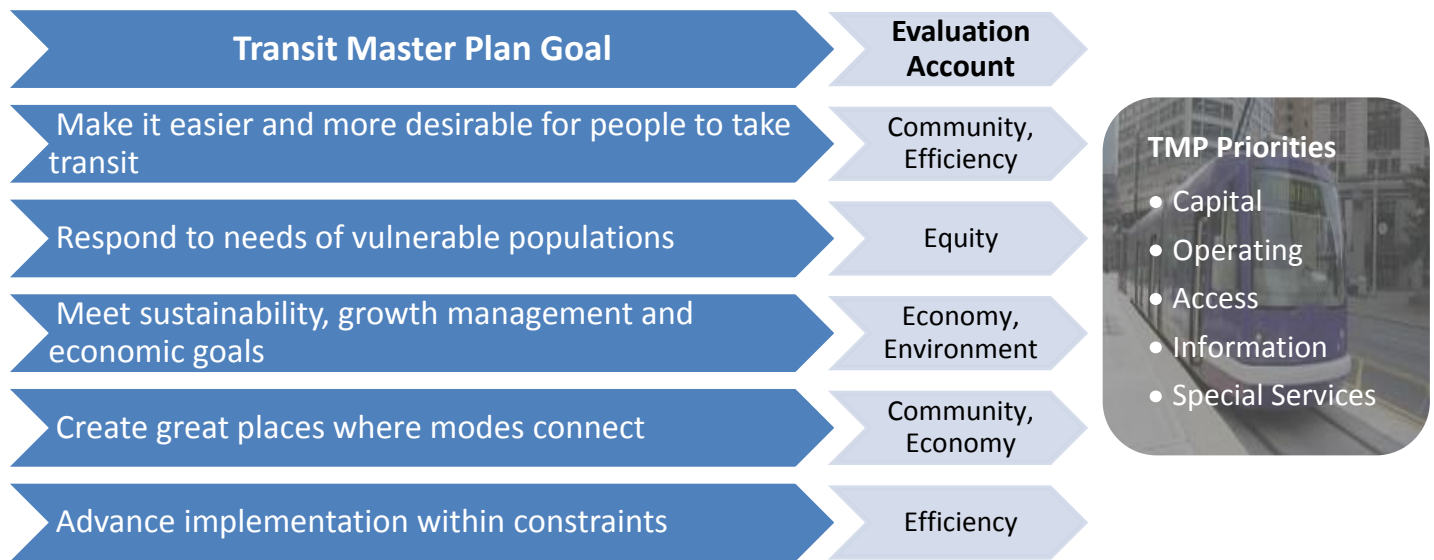 Transit Master Plan Goal
Evaluation
Account
Make it easier and more desirable for people to take
transit
Community,
Efficiency
Respond to needs of vulnerable populations
Equity
Meet sustainability, growth management and
economic goals
Economy,
Environment
Create great places where modes connect
Community,
Economy
Advance implementation within constraints
Efficiency
TMP Priorities
• Capital
• Operating
• Access
• Information
• Special Services